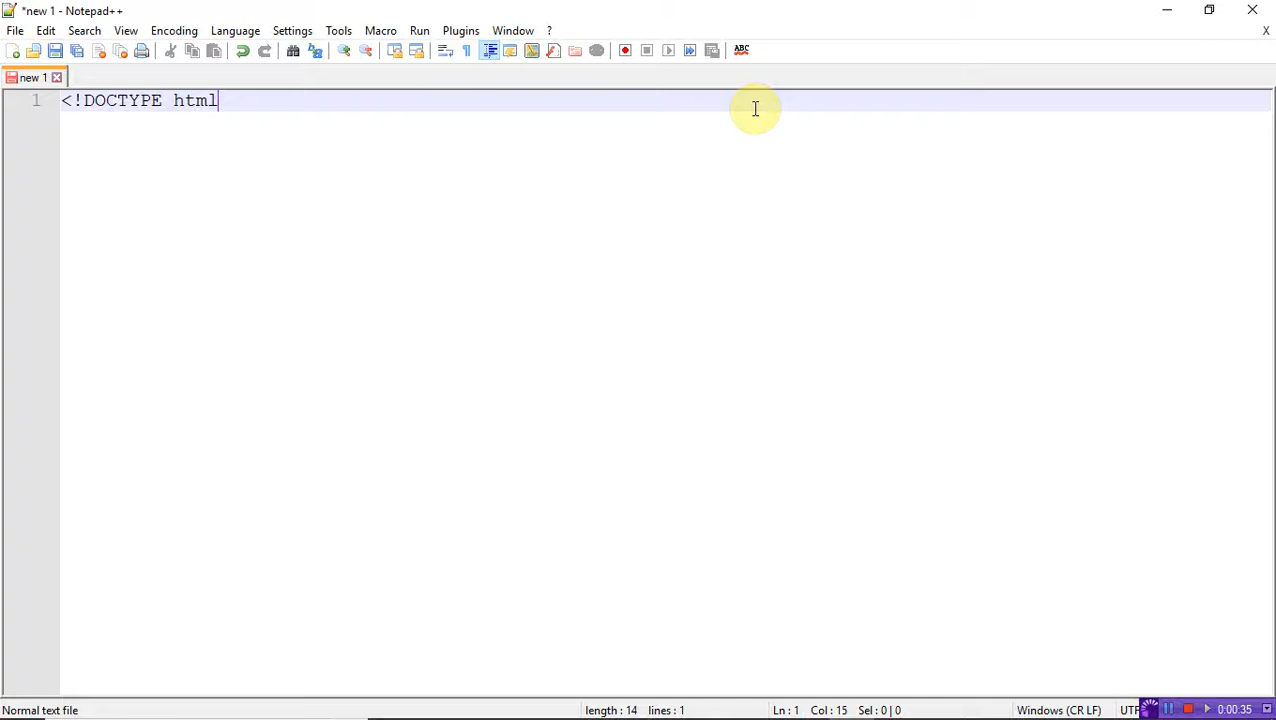 *new 1 - Notepad++
File Edit Search View Encoding Language Settings Tools Macro Run Plugins Window ? X
ABC
new 1
1 <!DOCTYPE html
Normal text file length : 14 lines : 1 Ln : 1 Col : 15 Sel : 0 | 0 Windows (CR LF) UTF 0:00:35